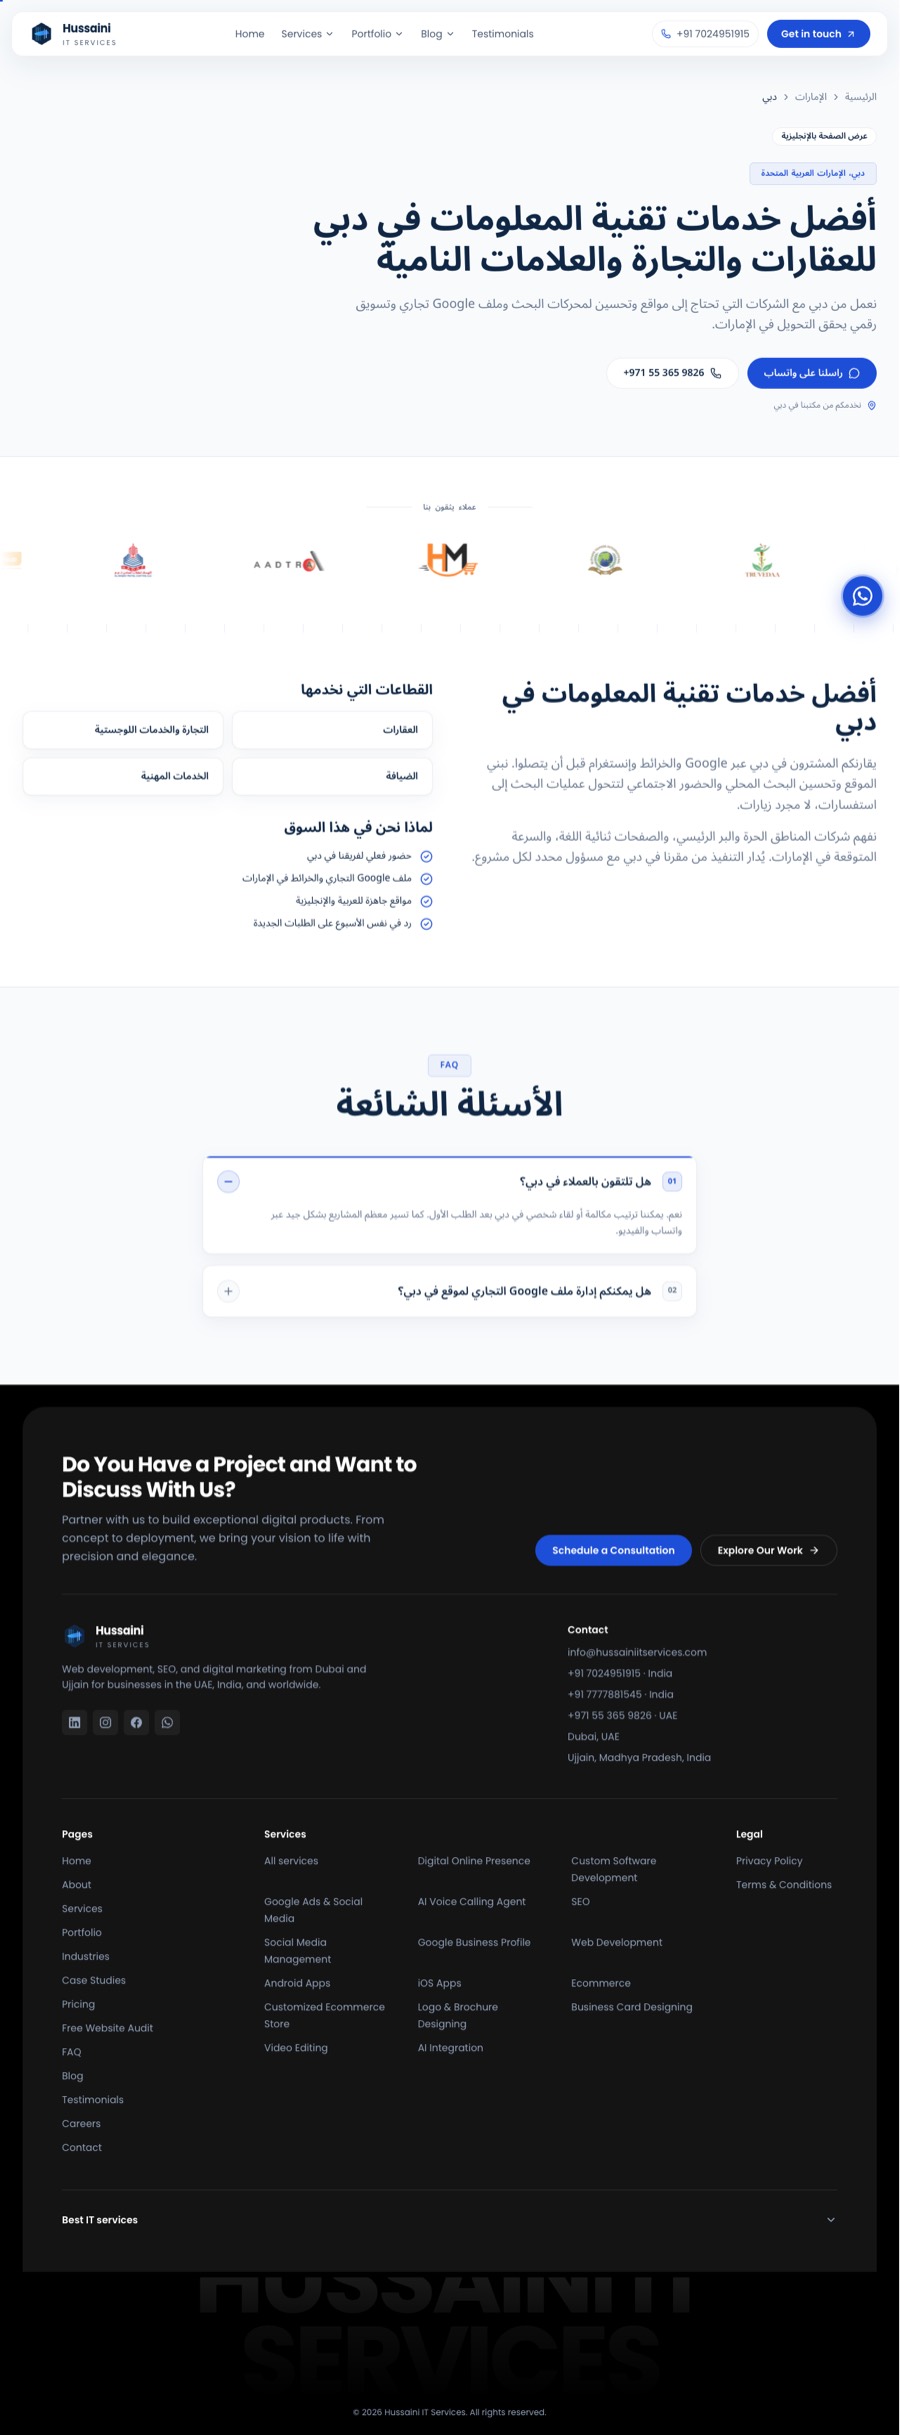 Hussaini
IT SERVICES
Home
Services
Portfolio
Blog
Testimonials
+91 7024951915
Get in touch
الرئيسية
الإمارات
دبي
عرض الصفحة بالإنجليزية
دبي، الإمارات العربية المتحدة
أفضل خدمات تقنية المعلومات في دبي
للعقارات والتجارة والعلامات النامية
نعمل من دبي مع الشركات التي تحتاج إلى مواقع وتحسين لمحركات البحث وملف Google تجاري وتسويق
رقمي يحقق التحويل في الإمارات.
راسلنا على واتساب
+971 55 365 9826
نخدمكم من مكتبنا في دبي
عملاء يثقون بنا
AADTRA
HM
TRUVEDAA
أفضل خدمات تقنية المعلومات في
دبي
يقارنكم المشترون في دبي عبر Google والخرائط وإنستغرام قبل أن يتصلوا. نبني
الموقع وتحسين البحث المحلي والحضور الاجتماعي لتتحول عمليات البحث إلى
استفسارات، لا مجرد زيارات.
نفهم شركات المناطق الحرة والبر الرئيسي، والصفحات ثنائية اللغة، والسرعة
المتوقعة في الإمارات. يُدار التنفيذ من مقرنا في دبي مع مسؤول محدد لكل مشروع.
القطاعات التي نخدمها
العقارات
التجارة والخدمات اللوجستية
الضيافة
الخدمات المهنية
لماذا نحن في هذا السوق
حضور فعلي لفريقنا في دبي
ملف Google التجاري والخرائط في الإمارات
مواقع جاهزة للعربية والإنجليزية
رد في نفس الأسبوع على الطلبات الجديدة
FAQ
الأسئلة الشائعة
01
هل تلتقون بالعملاء في دبي؟
نعم. يمكننا ترتيب مكالمة أو لقاء شخصي في دبي بعد الطلب الأول. كما تسير معظم المشاريع بشكل جيد عبر
واتساب والفيديو.
02
هل يمكنكم إدارة ملف Google التجاري لموقع في دبي؟
Do You Have a Project and Want to
Discuss With Us?
Partner with us to build exceptional digital products. From
concept to deployment, we bring your vision to life with
precision and elegance.
Schedule a Consultation
Explore Our Work
Hussaini
IT SERVICES
Web development, SEO, and digital marketing from Dubai and
Ujjain for businesses in the UAE, India, and worldwide.
Contact
info@hussainiitservices.com
+91 7024951915 · India
+91 7777881545 · India
+971 55 365 9826 · UAE
Dubai, UAE
Ujjain, Madhya Pradesh, India
Pages
Home
About
Services
Portfolio
Industries
Case Studies
Pricing
Free Website Audit
FAQ
Blog
Testimonials
Careers
Contact
Services
All services
Digital Online Presence
Custom Software
Development
Google Ads & Social
Media
AI Voice Calling Agent
SEO
Social Media
Management
Google Business Profile
Web Development
Android Apps
iOS Apps
Ecommerce
Customized Ecommerce
Store
Logo & Brochure
Designing
Business Card Designing
Video Editing
AI Integration
Legal
Privacy Policy
Terms & Conditions
Best IT services
HUSSAINI IT
SERVICES
© 2026 Hussaini IT Services. All rights reserved.